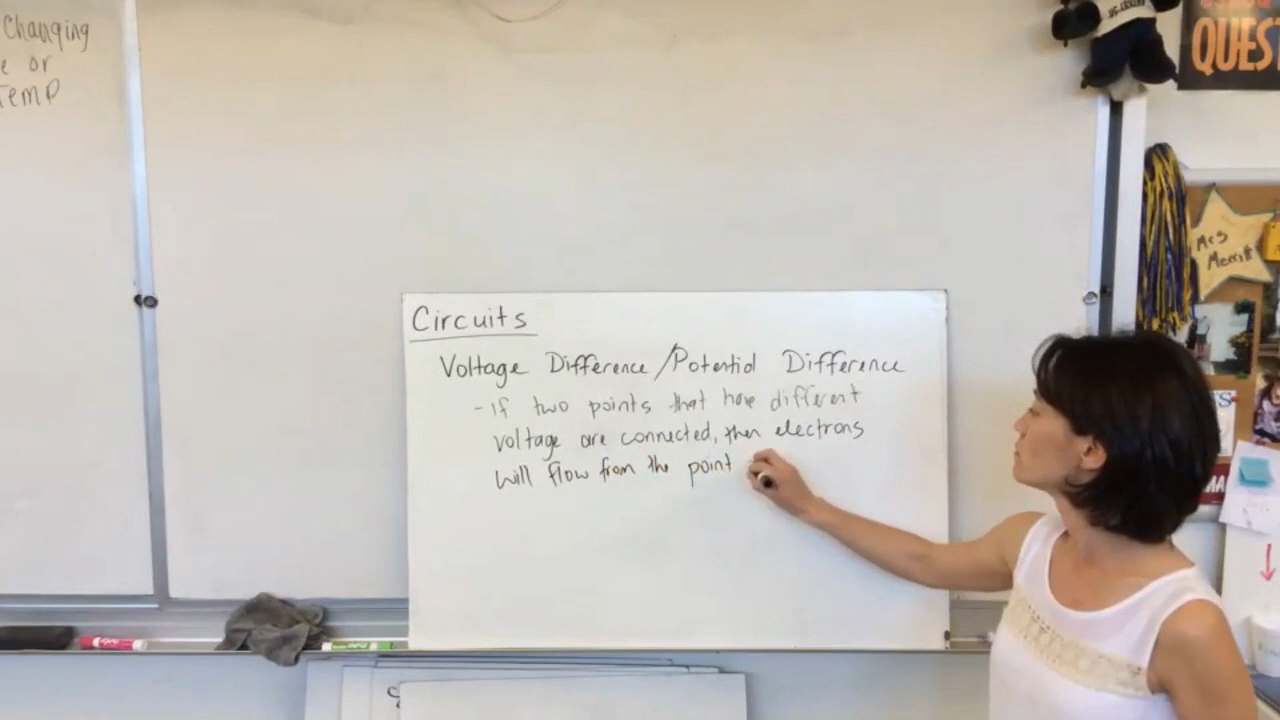 Changing
e or
Temp
Circuits
Voltage Difference/Potential Difference
- If two points that have different
voltage are connected, then electrons
will flow from the point
QUES
Mrs
Merritt
MA